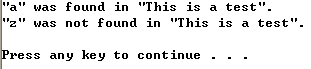 "a" was found in "This is a test".
"z" was not found in "This is a test".
Press any key to continue . . .